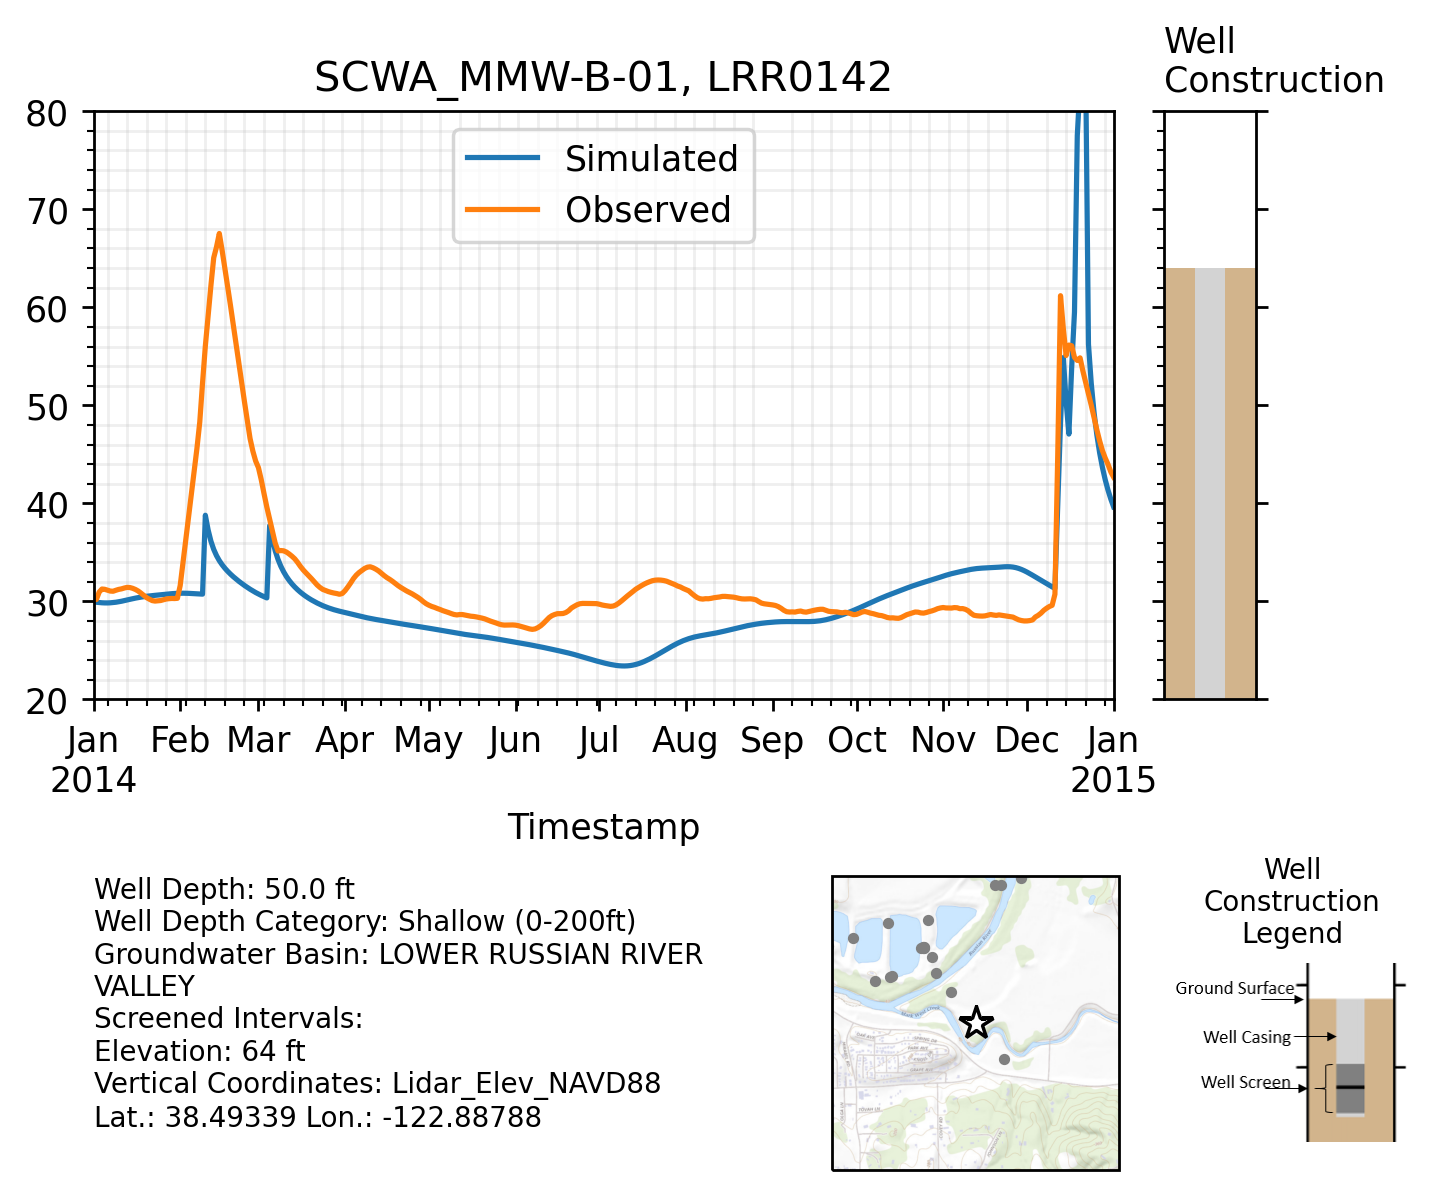 Well
Construction
SCWA_MMW-B-01, LRR0142
80
70
60
50
40
30
20
Simulated
Observed
Jan Feb Mar Apr May Jun Jul Aug Sep Oct Nov Dec Jan
2014 2015
Timestamp
Well Depth: 50.0 ft
Well Depth Category: Shallow (0-200ft)
Groundwater Basin: LOWER RUSSIAN RIVER
VALLEY
Screened Intervals:
Elevation: 64 ft
Vertical Coordinates: Lidar_Elev_NAVD88
Lat.: 38.49339 Lon.: -122.88788
Well
Construction
Legend
Ground Surface
Well Casing
Well Screen